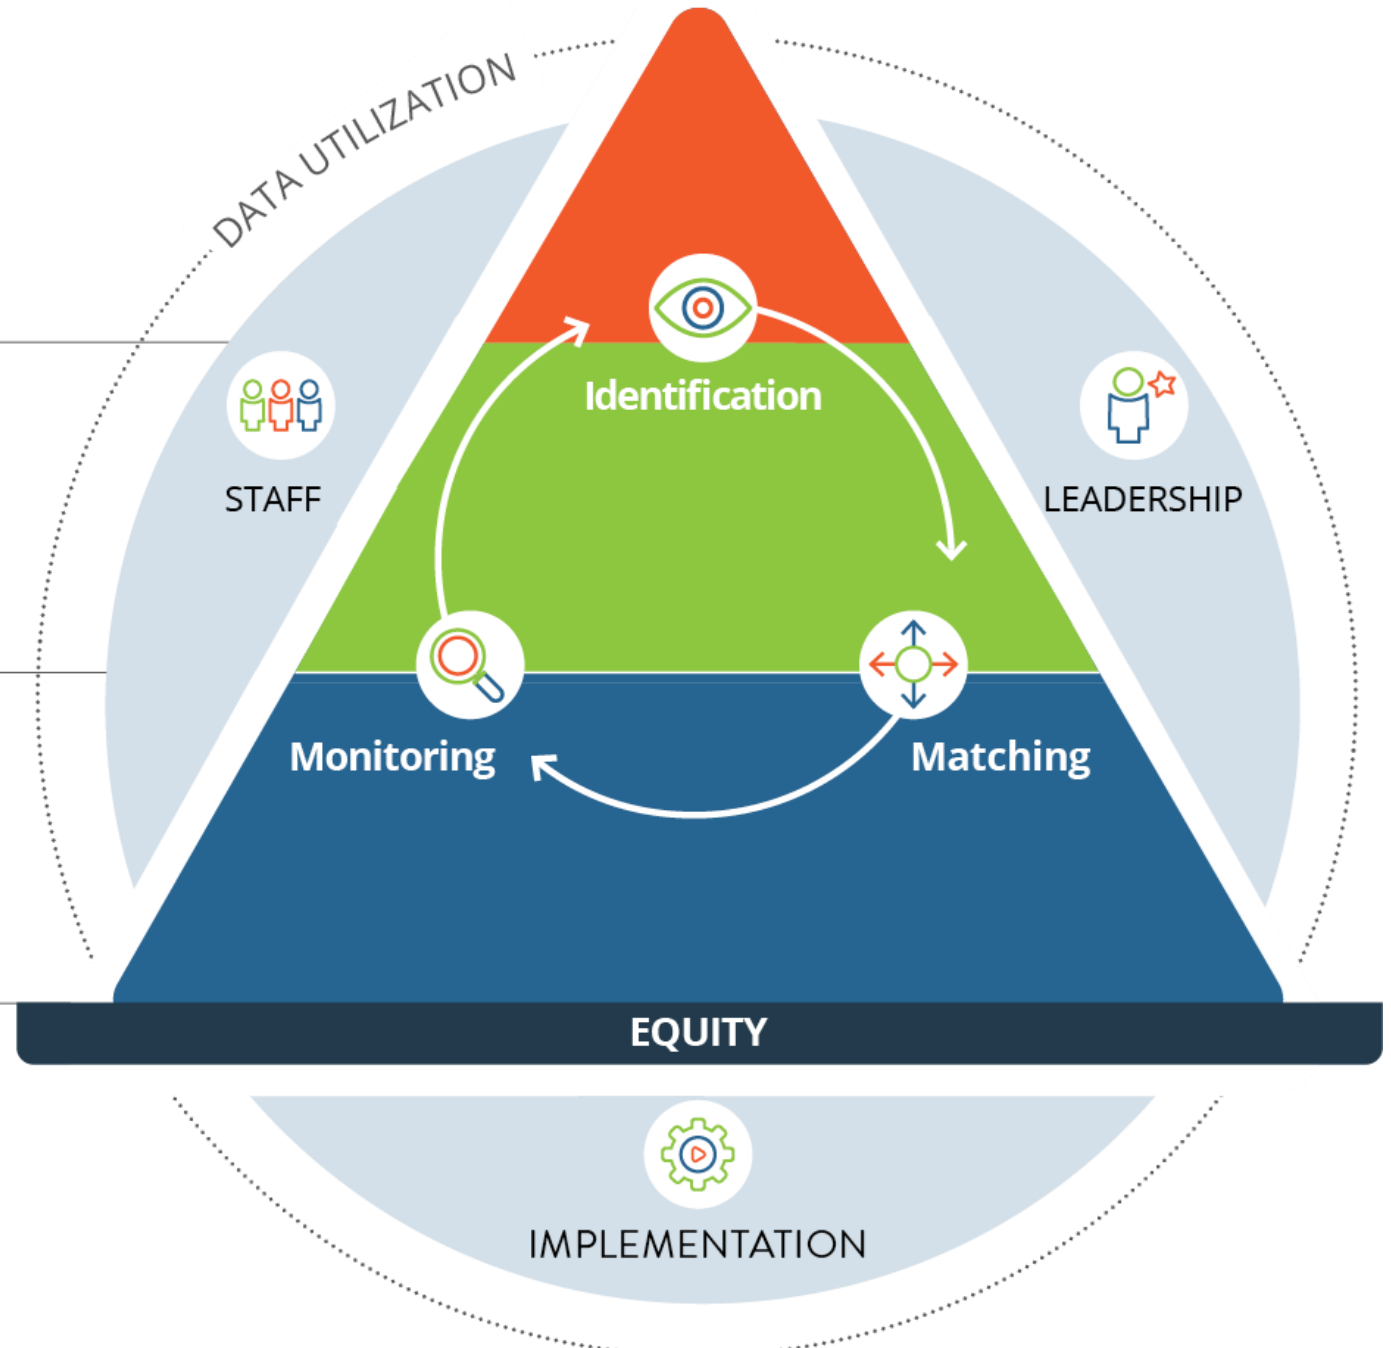 DATA UTILIZATION
Identification
STAFF
LEADERSHIP
Monitoring
Matching
EQUITY
IMPLEMENTATION